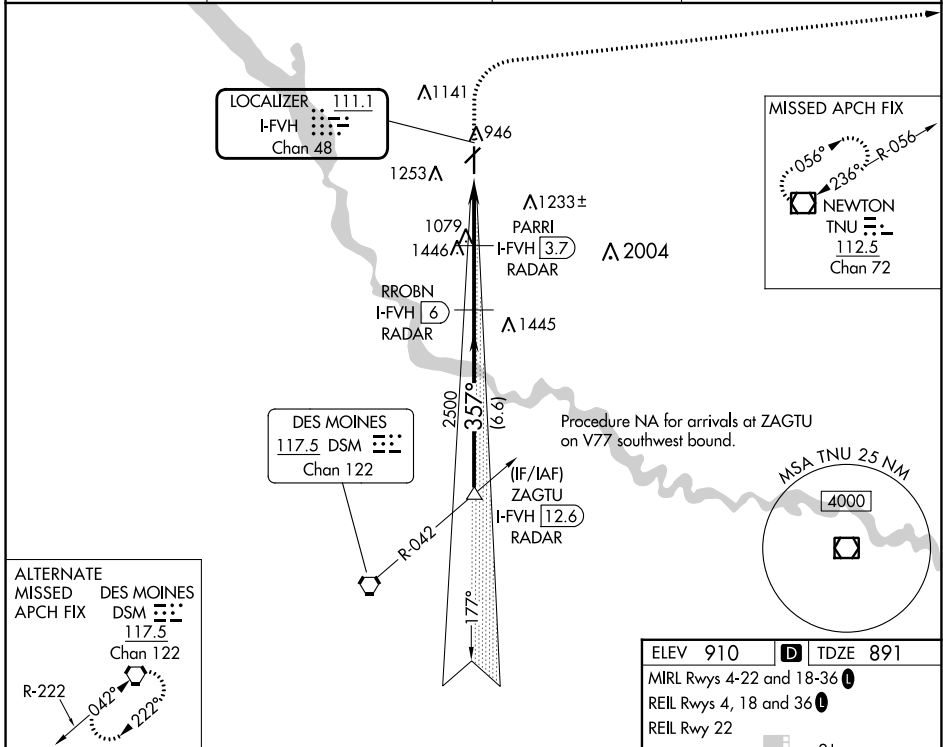 LOCALIZER 111.1
I-FVH
Chan 48
1141
946
1253
1233±
1079
1446
PARRI
I-FVH 3.7
RADAR
2004
RROBN
I-FVH 6
RADAR
1445
MISSED APCH FIX
056°
236°
R-056
NEWTON
TNU
112.5
Chan 72
2500
357°
(6.6)
DES MOINES
117.5 DSM
Chan 122
Procedure NA for arrivals at ZAGTU
on V77 southwest bound.
(IF/IAF)
ZAGTU
I-FVH 12.6
RADAR
R-042
177°
MSA TNU 25 NM
4000
ALTERNATE
MISSED
APCH FIX
DES MOINES
DSM
117.5
Chan 122
R-222
042°
222°
ELEV 910 D TDZE 891
MIRL Rwys 4-22 and 18-36 L
REIL Rwys 4, 18 and 36 L
REIL Rwy 22